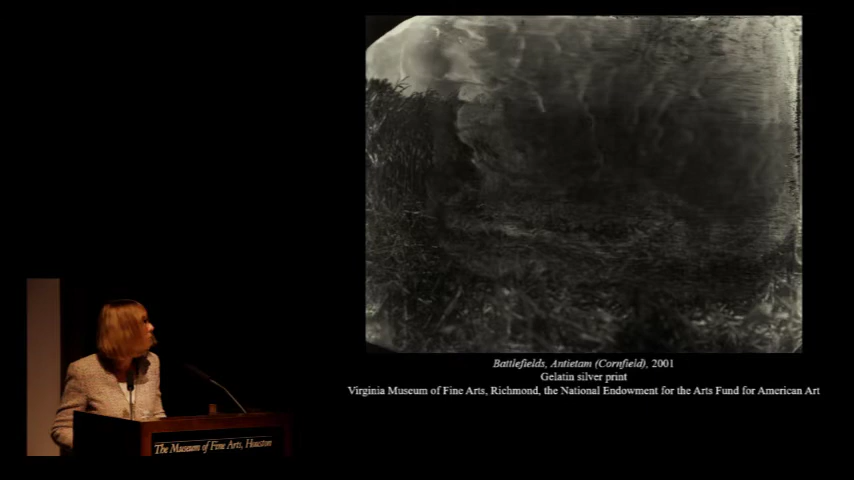 Battlefields, Antietam (Cornfield), 2001
Gelatin silver print
Virginia Museum of Fine Arts, Richmond, the National Endowment for the Arts Fund for American Art
The Museum of Fine Arts, Houston